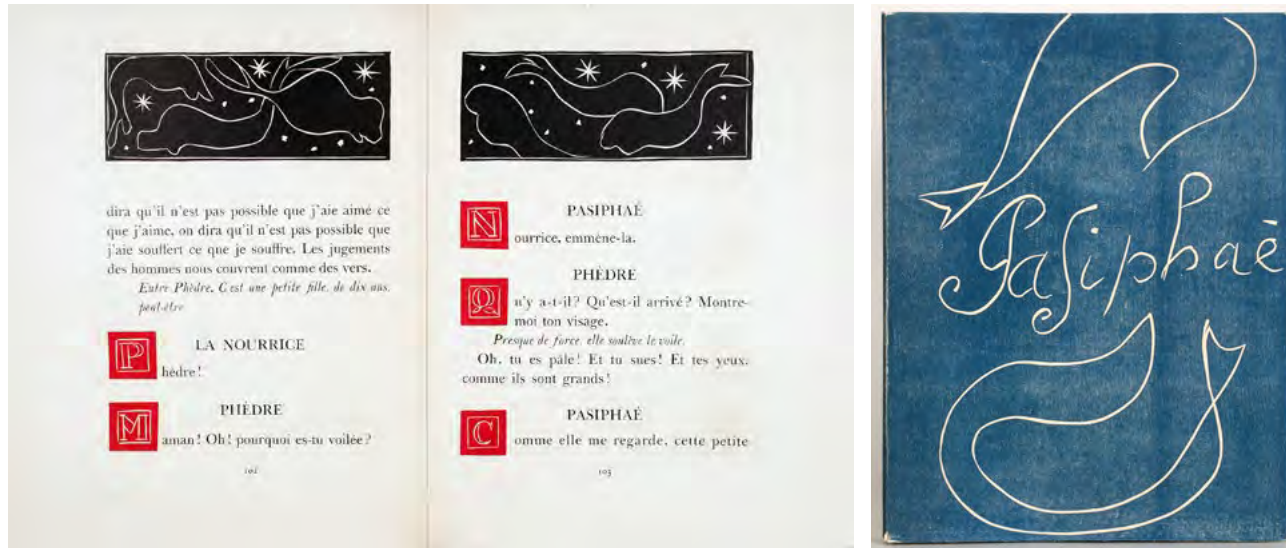 dira qu'il n'est pas possible que j'aie aimé ce
que j'aime, on dira qu'il n'est pas possible que
j'aie souffert ce que je souffre. Les jugements
des hommes nous couvrent comme des vers.
Entre Phèdre. C'est une petite fille, de dix ans,
peut-être
LA NOURRICE
Phèdre!
PHÈDRE
Maman! Oh! pourquoi es-tu voilée?
102
PASIPHAÉ
Nourrice, emmène-la.
PHÈDRE
Qu'y a-t-il? Qu'est-il arrivé? Montre-
moi ton visage.
Presque de force, elle soulève le voile.
Oh, tu es pâle! Et tu sues! Et tes yeux,
comme ils sont grands!
PASIPHAÉ
Comme elle me regarde, cette petite
103
Pasiphaé